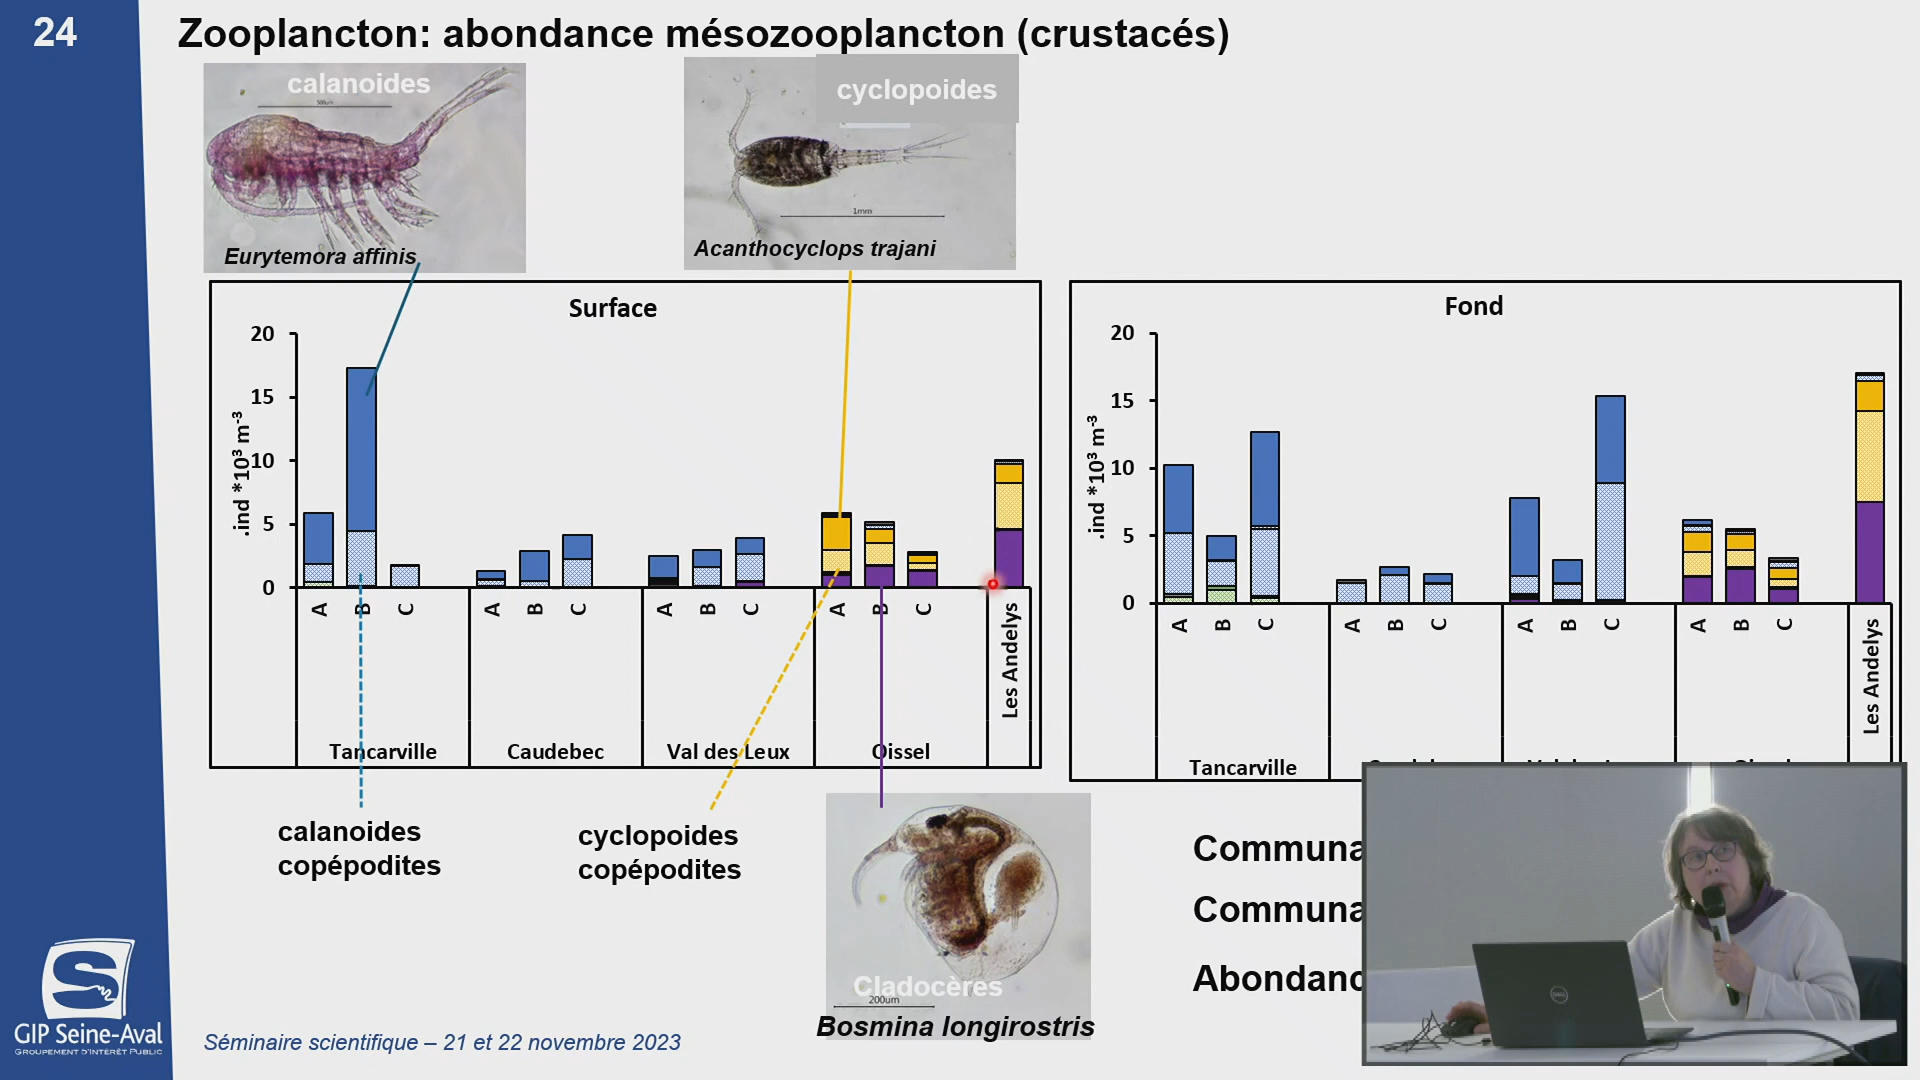 24
Zooplancton: abondance mésozooplancton (crustacés)
calanoides
500um
Eurytemora affinis
cyclopoides
1mm
Acanthocyclops trajani
Surface
20
15
10
5
0
.ind *10³ m⁻³
A
B
C
A
B
C
A
B
C
A
B
C
Les Andelys
Tancarville
Caudebec
Val des Leux
Oissel
Fond
20
15
10
5
0
.ind *10³ m⁻³
A
B
C
A
B
C
A
B
C
A
B
C
Les Andelys
Tancarville
calanoides
copépodites
cyclopoides
copépodites
Cladocères
200um
Bosmina longirostris
Communa
Communa
Abondanc
DELL
S
GIP Seine-Aval
GROUPEMENT D'INTÉRÊT PUBLIC
Séminaire scientifique – 21 et 22 novembre 2023